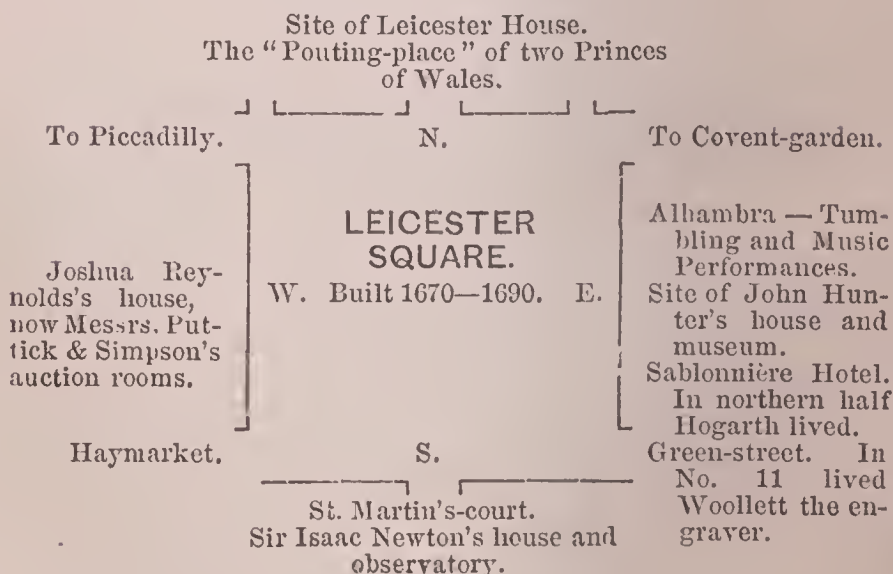 Site of Leicester House.
The "Pouting-place" of two Princes
of Wales.
To Piccadilly.
N.
To Covent-garden.
LEICESTER
SQUARE.
W. Built 1670—1690. E.
Joshua Rey-
nolds's house,
now Messrs. Put-
tick & Simpson's
auction rooms.
Alhambra — Tum-
bling and Music
Performances.
Site of John Hun-
ter's house and
museum.
Sablonnière Hotel.
In northern half
Hogarth lived.
Haymarket.
S.
Green-street. In
No. 11 lived
Woollett the en-
graver.
St. Martin's-court.
Sir Isaac Newton's house and
observatory.